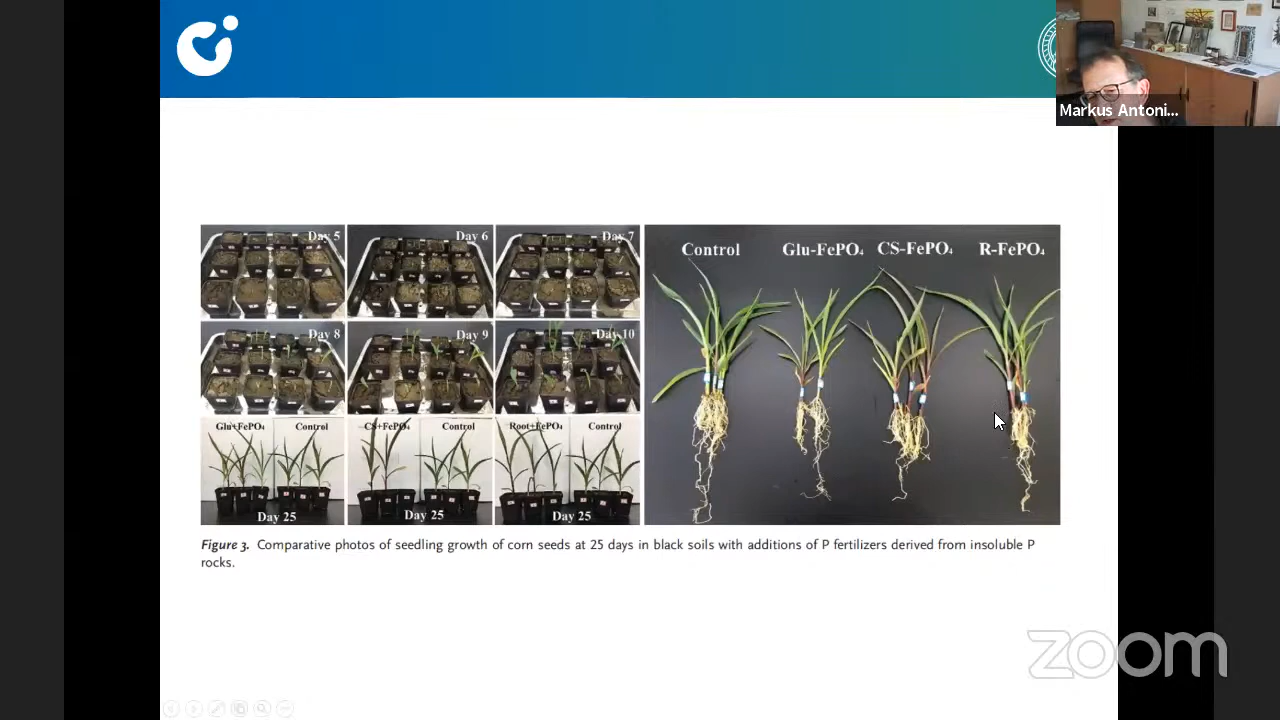 Markus Antoni...
Day 5
Day 6
Day 7
Day 8
Day 9
Day 10
Glu+FePO₄ Control
Day 25
CS+FePO₄ Control
Day 25
Root+FePO₄ Control
Day 25
Control Glu-FePO₄ CS-FePO₄ R-FePO₄
Figure 3. Comparative photos of seedling growth of corn seeds at 25 days in black soils with additions of P fertilizers derived from insoluble P
rocks.
zoom